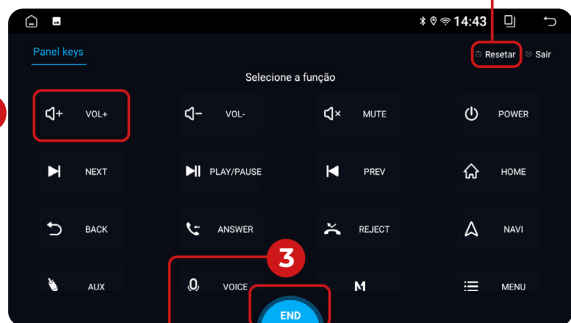 14:43
Panel keys
Resetar
Sair
Selecione a função
VOL+
VOL-
MUTE
POWER
NEXT
PLAY/PAUSE
PREV
HOME
BACK
ANSWER
REJECT
NAVI
3
AUX
VOICE
M
MENU
END